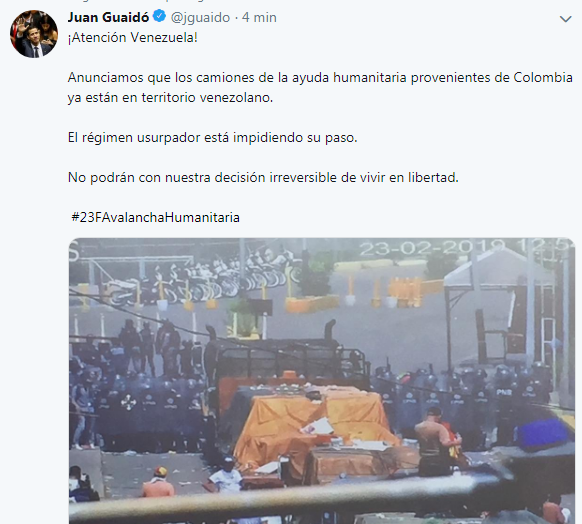 Juan Guaidó @jguaido · 4 min
¡Atención Venezuela!
Anunciamos que los camiones de la ayuda humanitaria provenientes de Colombia
ya están en territorio venezolano.
El régimen usurpador está impidiendo su paso.
No podrán con nuestra decisión irreversible de vivir en libertad.
#23FAvalanchaHumanitaria
23-02-2019 12:54